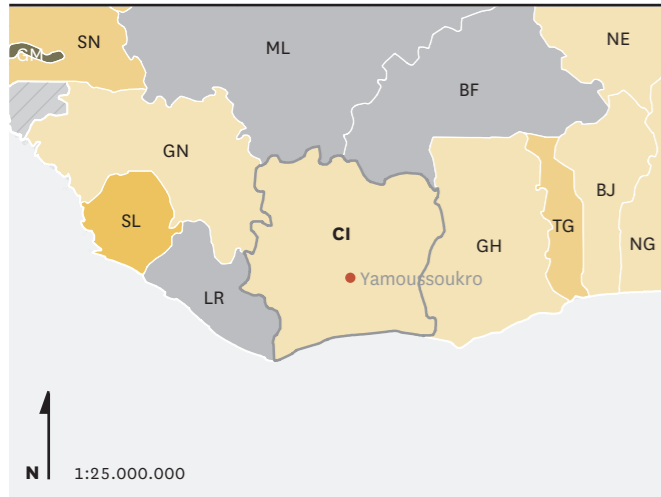 SN
ML
NE
GM
BF
GN
BJ
SL
TG
CI
GH
NG
Yamoussoukro
LR
N
1:25.000.000